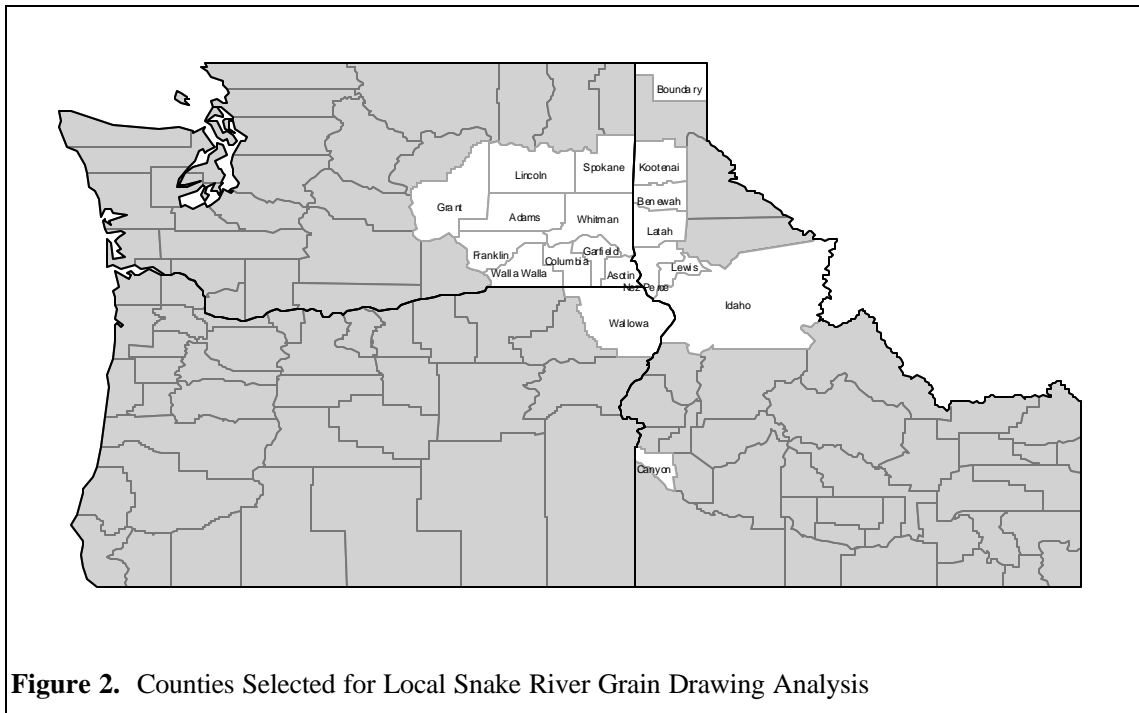 Boundary
Spokane
Kootenai
Lincoln
Benewah
Grant
Adams
Whitman
Latah
Franklin
Garfield
Columbia
Lewis
Walla Walla
Asotin
Nez Perce
Idaho
Wallowa
Canyon
Figure 2. Counties Selected for Local Snake River Grain Drawing Analysis